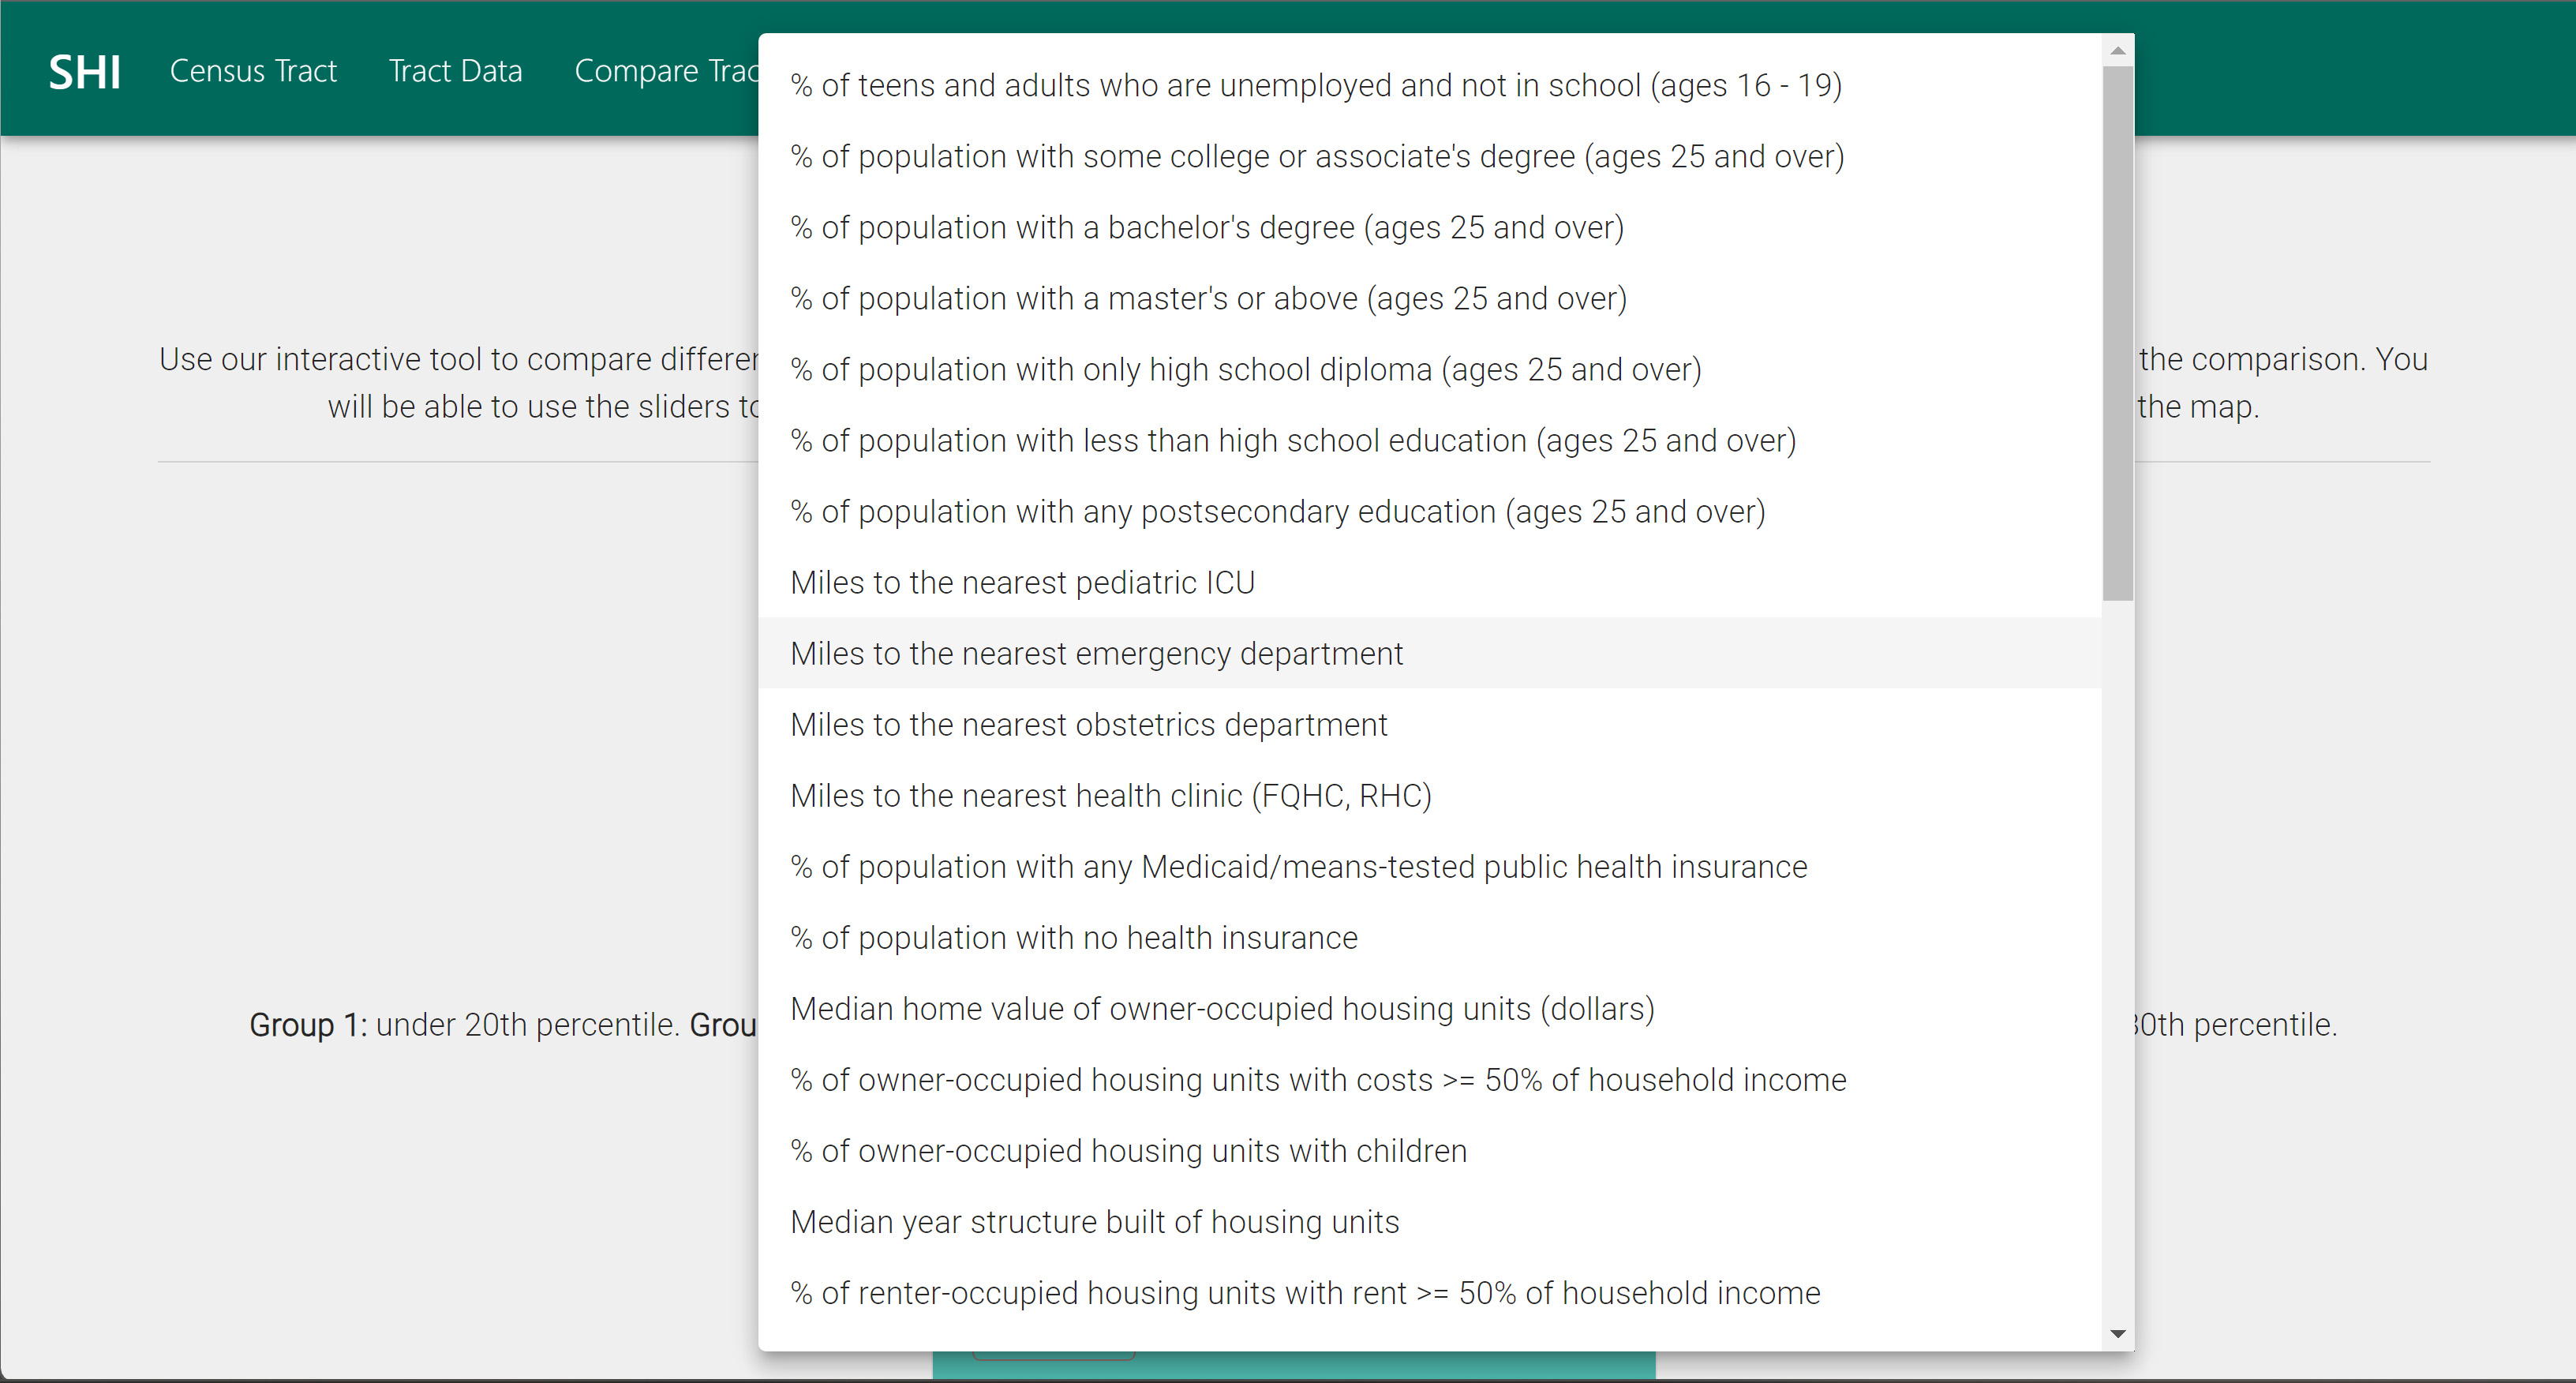 SHI Census Tract Tract Data Compare
% of teens and adults who are unemployed and not in school (ages 16 - 19)
% of population with some college or associate's degree (ages 25 and over)
% of population with a bachelor's degree (ages 25 and over)
% of population with a master's or above (ages 25 and over)
Use our interactive tool to compare the comparison. You
% of population with only high school diploma (ages 25 and over)
will be able to use the sliders the map.
% of population with less than high school education (ages 25 and over)
% of population with any postsecondary education (ages 25 and over)
Miles to the nearest pediatric ICU
Miles to the nearest emergency department
Miles to the nearest obstetrics department
Miles to the nearest health clinic (FQHC, RHC)
% of population with any Medicaid/means-tested public health insurance
% of population with no health insurance
Median home value of owner-occupied housing units (dollars)
Group 1: under 20th percentile. percentile.
% of owner-occupied housing units with costs >= 50% of household income
% of owner-occupied housing units with children
Median year structure built of housing units
% of renter-occupied housing units with rent >= 50% of household income